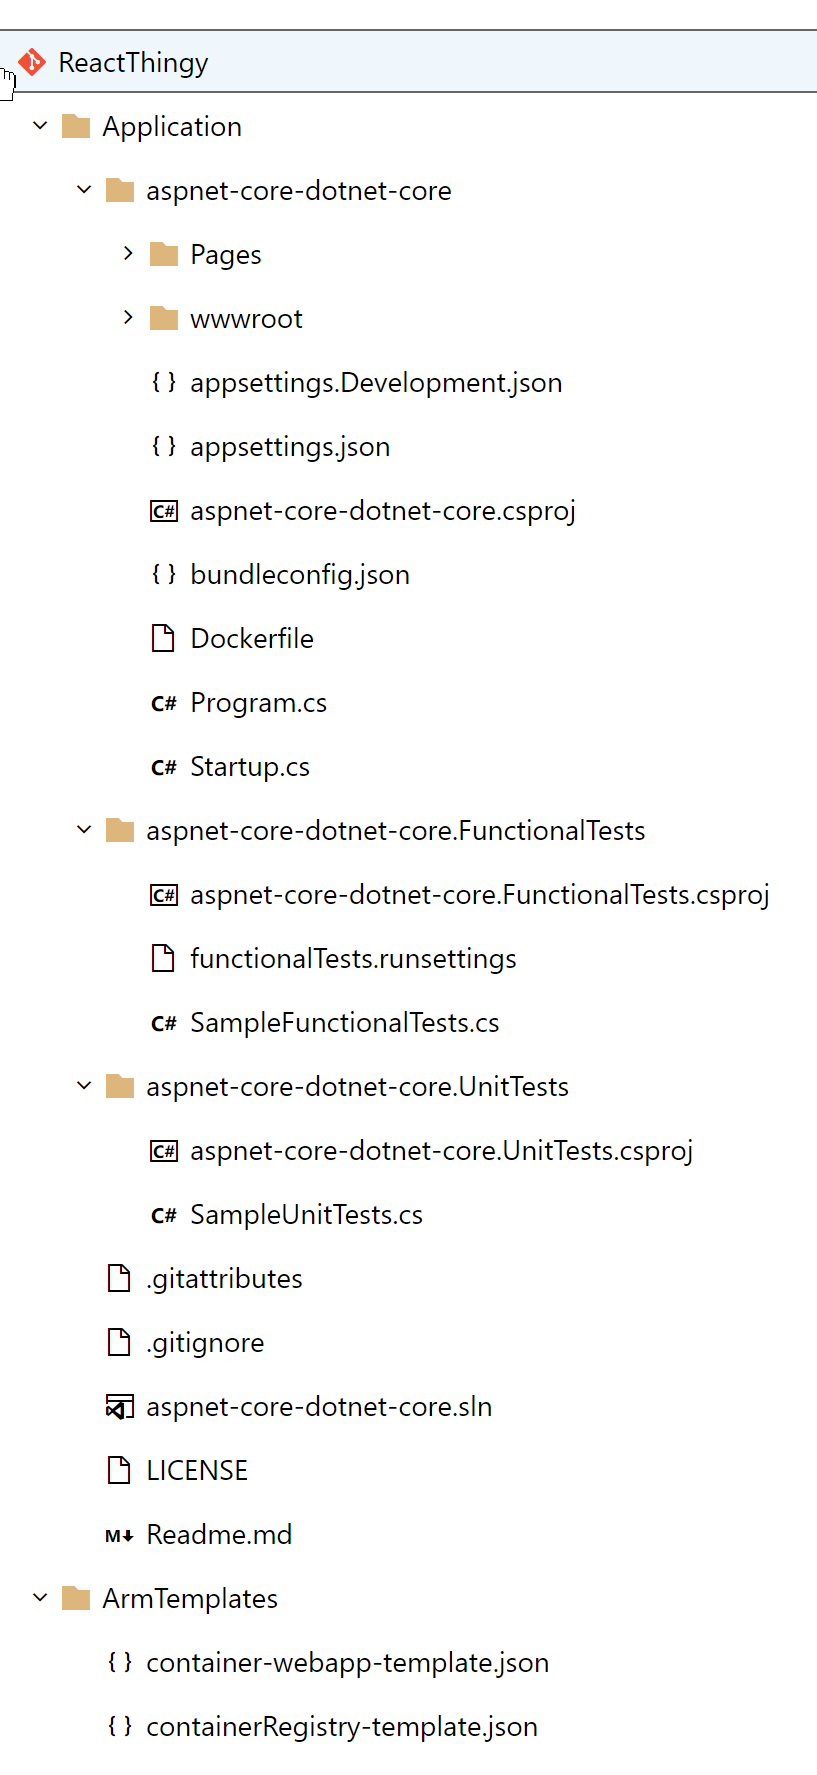 ReactThingy
Application
aspnet-core-dotnet-core
Pages
wwwroot
{ } appsettings.Development.json
{ } appsettings.json
C# aspnet-core-dotnet-core.csproj
{ } bundleconfig.json
Dockerfile
C# Program.cs
C# Startup.cs
aspnet-core-dotnet-core.FunctionalTests
C# aspnet-core-dotnet-core.FunctionalTests.csproj
functionalTests.runsettings
C# SampleFunctionalTests.cs
aspnet-core-dotnet-core.UnitTests
C# aspnet-core-dotnet-core.UnitTests.csproj
C# SampleUnitTests.cs
.gitattributes
.gitignore
aspnet-core-dotnet-core.sln
LICENSE
M↓ Readme.md
ArmTemplates
{ } container-webapp-template.json
{ } containerRegistry-template.json